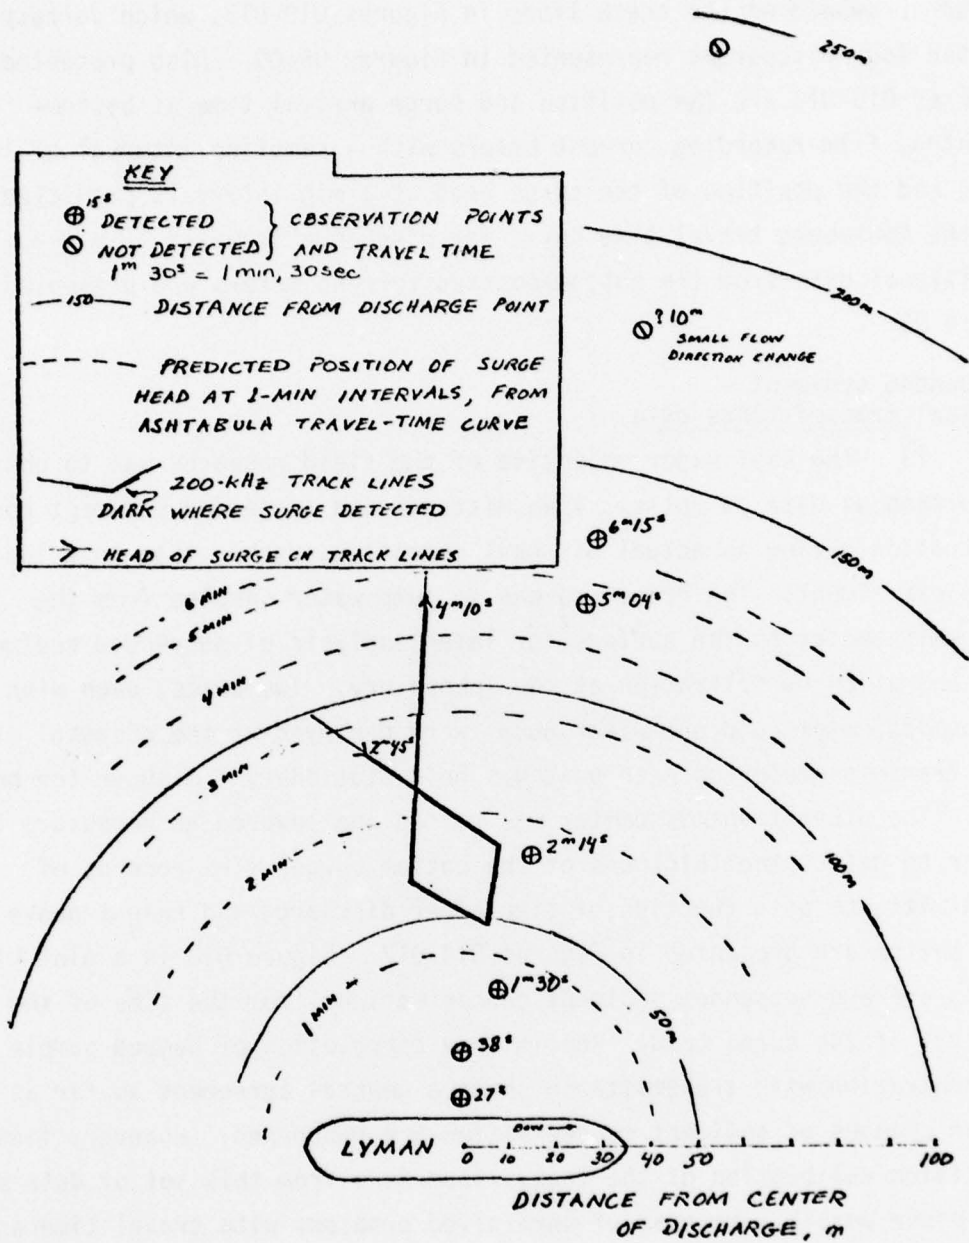 KEY
15s
DETECTED
NOT DETECTED
OBSERVATION POINTS
AND TRAVEL TIME
1m 30s = 1 min, 30 sec
150
DISTANCE FROM DISCHARGE POINT
PREDICTED POSITION OF SURGE
HEAD AT 1-MIN INTERVALS, FROM
ASHTABULA TRAVEL-TIME CURVE
200-kHz TRACK LINES
DARK WHERE SURGE DETECTED
HEAD OF SURGE ON TRACK LINES
250m
200m
? 10m
SMALL FLOW
DIRECTION CHANGE
150m
6m15s
5m04s
4m10s
6 MIN
5 MIN
4 MIN
3 MIN
2m45s
2m14s
2 MIN
100m
1m30s
1 MIN
50m
38s
27s
LYMAN
BOW
0 10 20 30 40 50 100
DISTANCE FROM CENTER
OF DISCHARGE, m